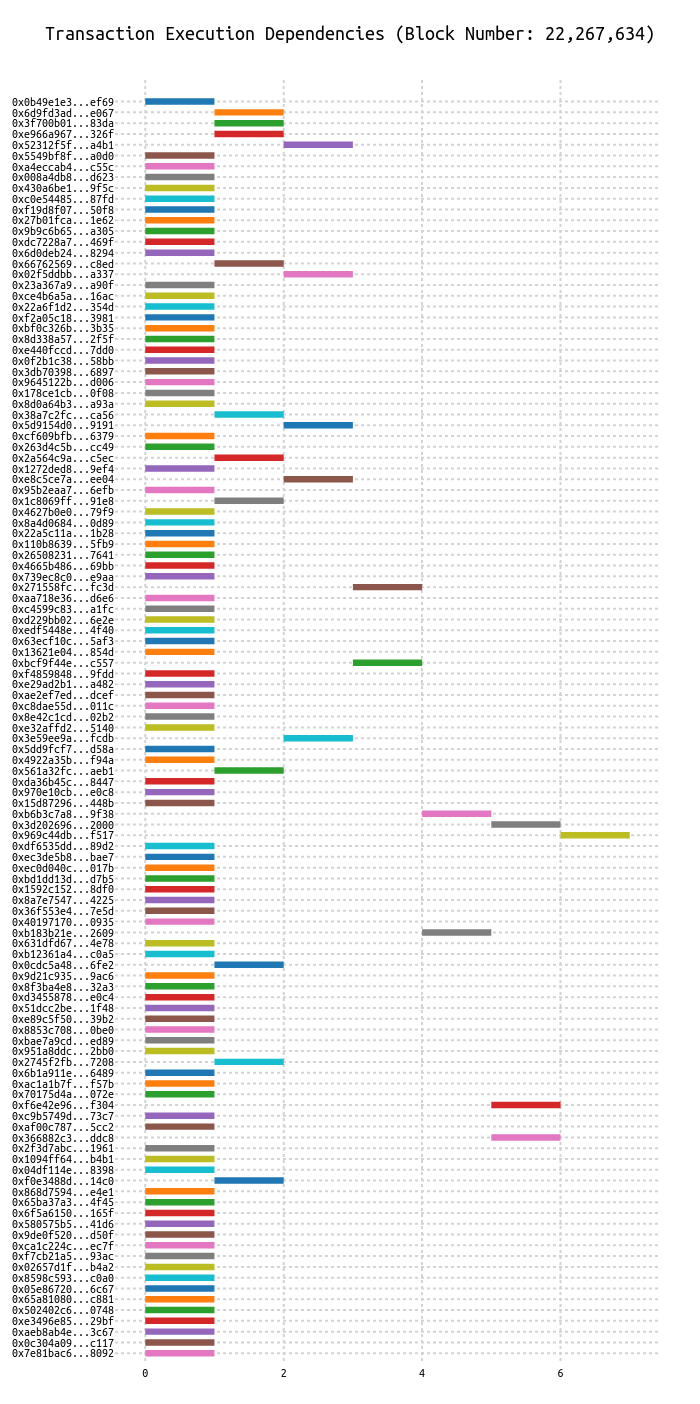 Transaction Execution Dependencies (Block Number: 22,267,634)
0x0b49e1e3...ef69
0x6d9fd3ad...e067
0x3f700b01...83da
0xe966a967...326f
0x52312f5f...a4b1
0x5549bf8f...a0d0
0xa4eccab4...c55c
0x008a4db8...d623
0x430a6be1...9f5c
0xc0e54485...87fd
0xf19d8f07...50f8
0x27b01fca...1e62
0x9b9c6b65...a305
0xdc7228a7...469f
0x6d0deb24...8294
0x66762569...c8ed
0x02f5ddbb...a337
0x23a367a9...a90f
0xce4b6a5a...16ac
0x22a6f1d2...354d
0xf2a05c18...3981
0xbf0c326b...3b35
0x8d338a57...2f5f
0xe440fccd...7dd0
0x0f2b1c38...58bb
0x3db70398...6897
0x9645122b...d006
0x178ce1cb...0f08
0x8d0a64b3...a93a
0x38a7c2fc...ca56
0x5d9154d0...9191
0xcf609bfb...6379
0x263d4c5b...cc49
0x2a564c9a...c5ec
0x1272ded8...9ef4
0xe8c5ce7a...ee04
0x95b2eaa7...6efb
0x1c8069ff...91e8
0x4627b0e0...79f9
0x8a4d0684...0d89
0x22a5c11a...1b28
0x110b8639...5fb9
0x26508231...7641
0x4665b486...69bb
0x739ec8c0...e9aa
0x271558fc...fc3d
0xaa718e36...d6e6
0xc4599c83...a1fc
0xd229bb02...6e2e
0xedf5448e...4f40
0x63ecf10c...5af3
0x13621e04...854d
0xbcf9f44e...c557
0xf4859848...9fdd
0xe29ad2b1...a482
0xae2ef7ed...dcef
0xc8dae55d...011c
0x8e42c1cd...02b2
0xe32affd2...5140
0x3e59ee9a...fcdb
0x5dd9fcf7...d58a
0x4922a35b...f94a
0x561a32fc...aeb1
0xda36b45c...8447
0x970e10cb...e0c8
0x15d87296...448b
0xb6b3c7a8...9f38
0x3d202696...2000
0x969c44db...f517
0xdf6535dd...89d2
0xec3de5b8...bae7
0xec0d040c...017b
0xbd1dd13d...d7b5
0x1592c152...8df0
0x8a7e7547...4225
0x36f553e4...7e5d
0x40197170...0935
0xb183b21e...2609
0x631dfd67...4e78
0xb12361a4...c0a5
0x0cdc5a48...6fe2
0x9d21c935...9ac6
0x8f3ba4e8...32a3
0xd3455878...e0c4
0x51dcc2be...1f48
0xe89c5f50...39b2
0x8853c708...0be0
0xbae7a9cd...ed89
0x951a8ddc...2bb0
0x2745f2fb...7208
0x6b1a911e...6489
0xac1a1b7f...f57b
0x70175d4a...072e
0xf6e42e96...f304
0xc9b5749d...73c7
0xaf00c787...5cc2
0x366882c3...ddc8
0x2f3d7abc...1961
0x1094ff64...b4b1
0x04df114e...8398
0xf0e3488d...14c0
0x868d7594...e4e1
0x65ba37a3...4f45
0x6f5a6150...165f
0x580575b5...41d6
0x9de0f520...d50f
0xca1c224c...ec7f
0xf7cb21a5...93ac
0x02657d1f...b4a2
0x8598c593...c0a0
0x05e86720...6c67
0x65a81080...c881
0x502402c6...0748
0xe3496e85...29bf
0xaeb8ab4e...3c67
0x0c304a09...c117
0x7e81bac6...8092
0 2 4 6